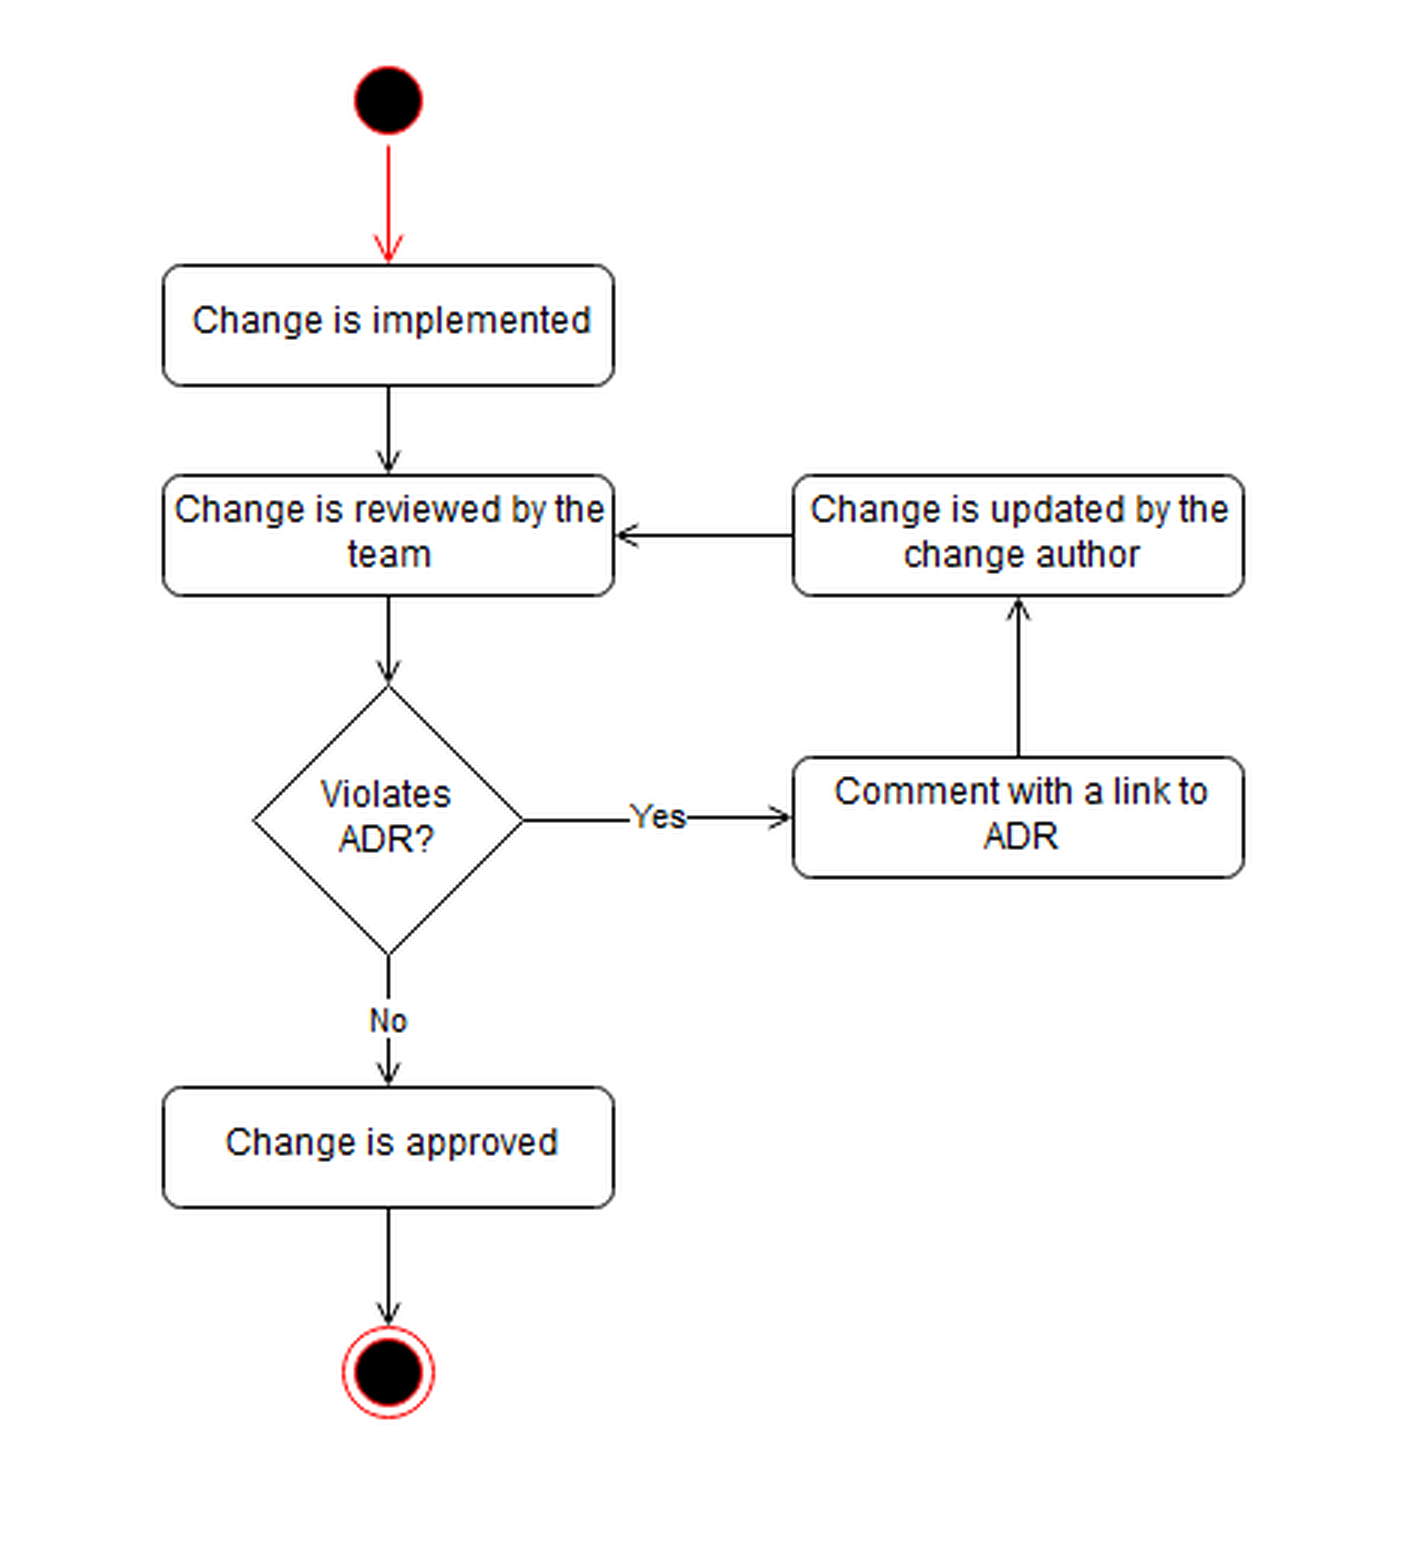 Change is implemented
Change is reviewed by the
team
Change is updated by the
change author
Violates
ADR?
Yes
Comment with a link to
ADR
No
Change is approved